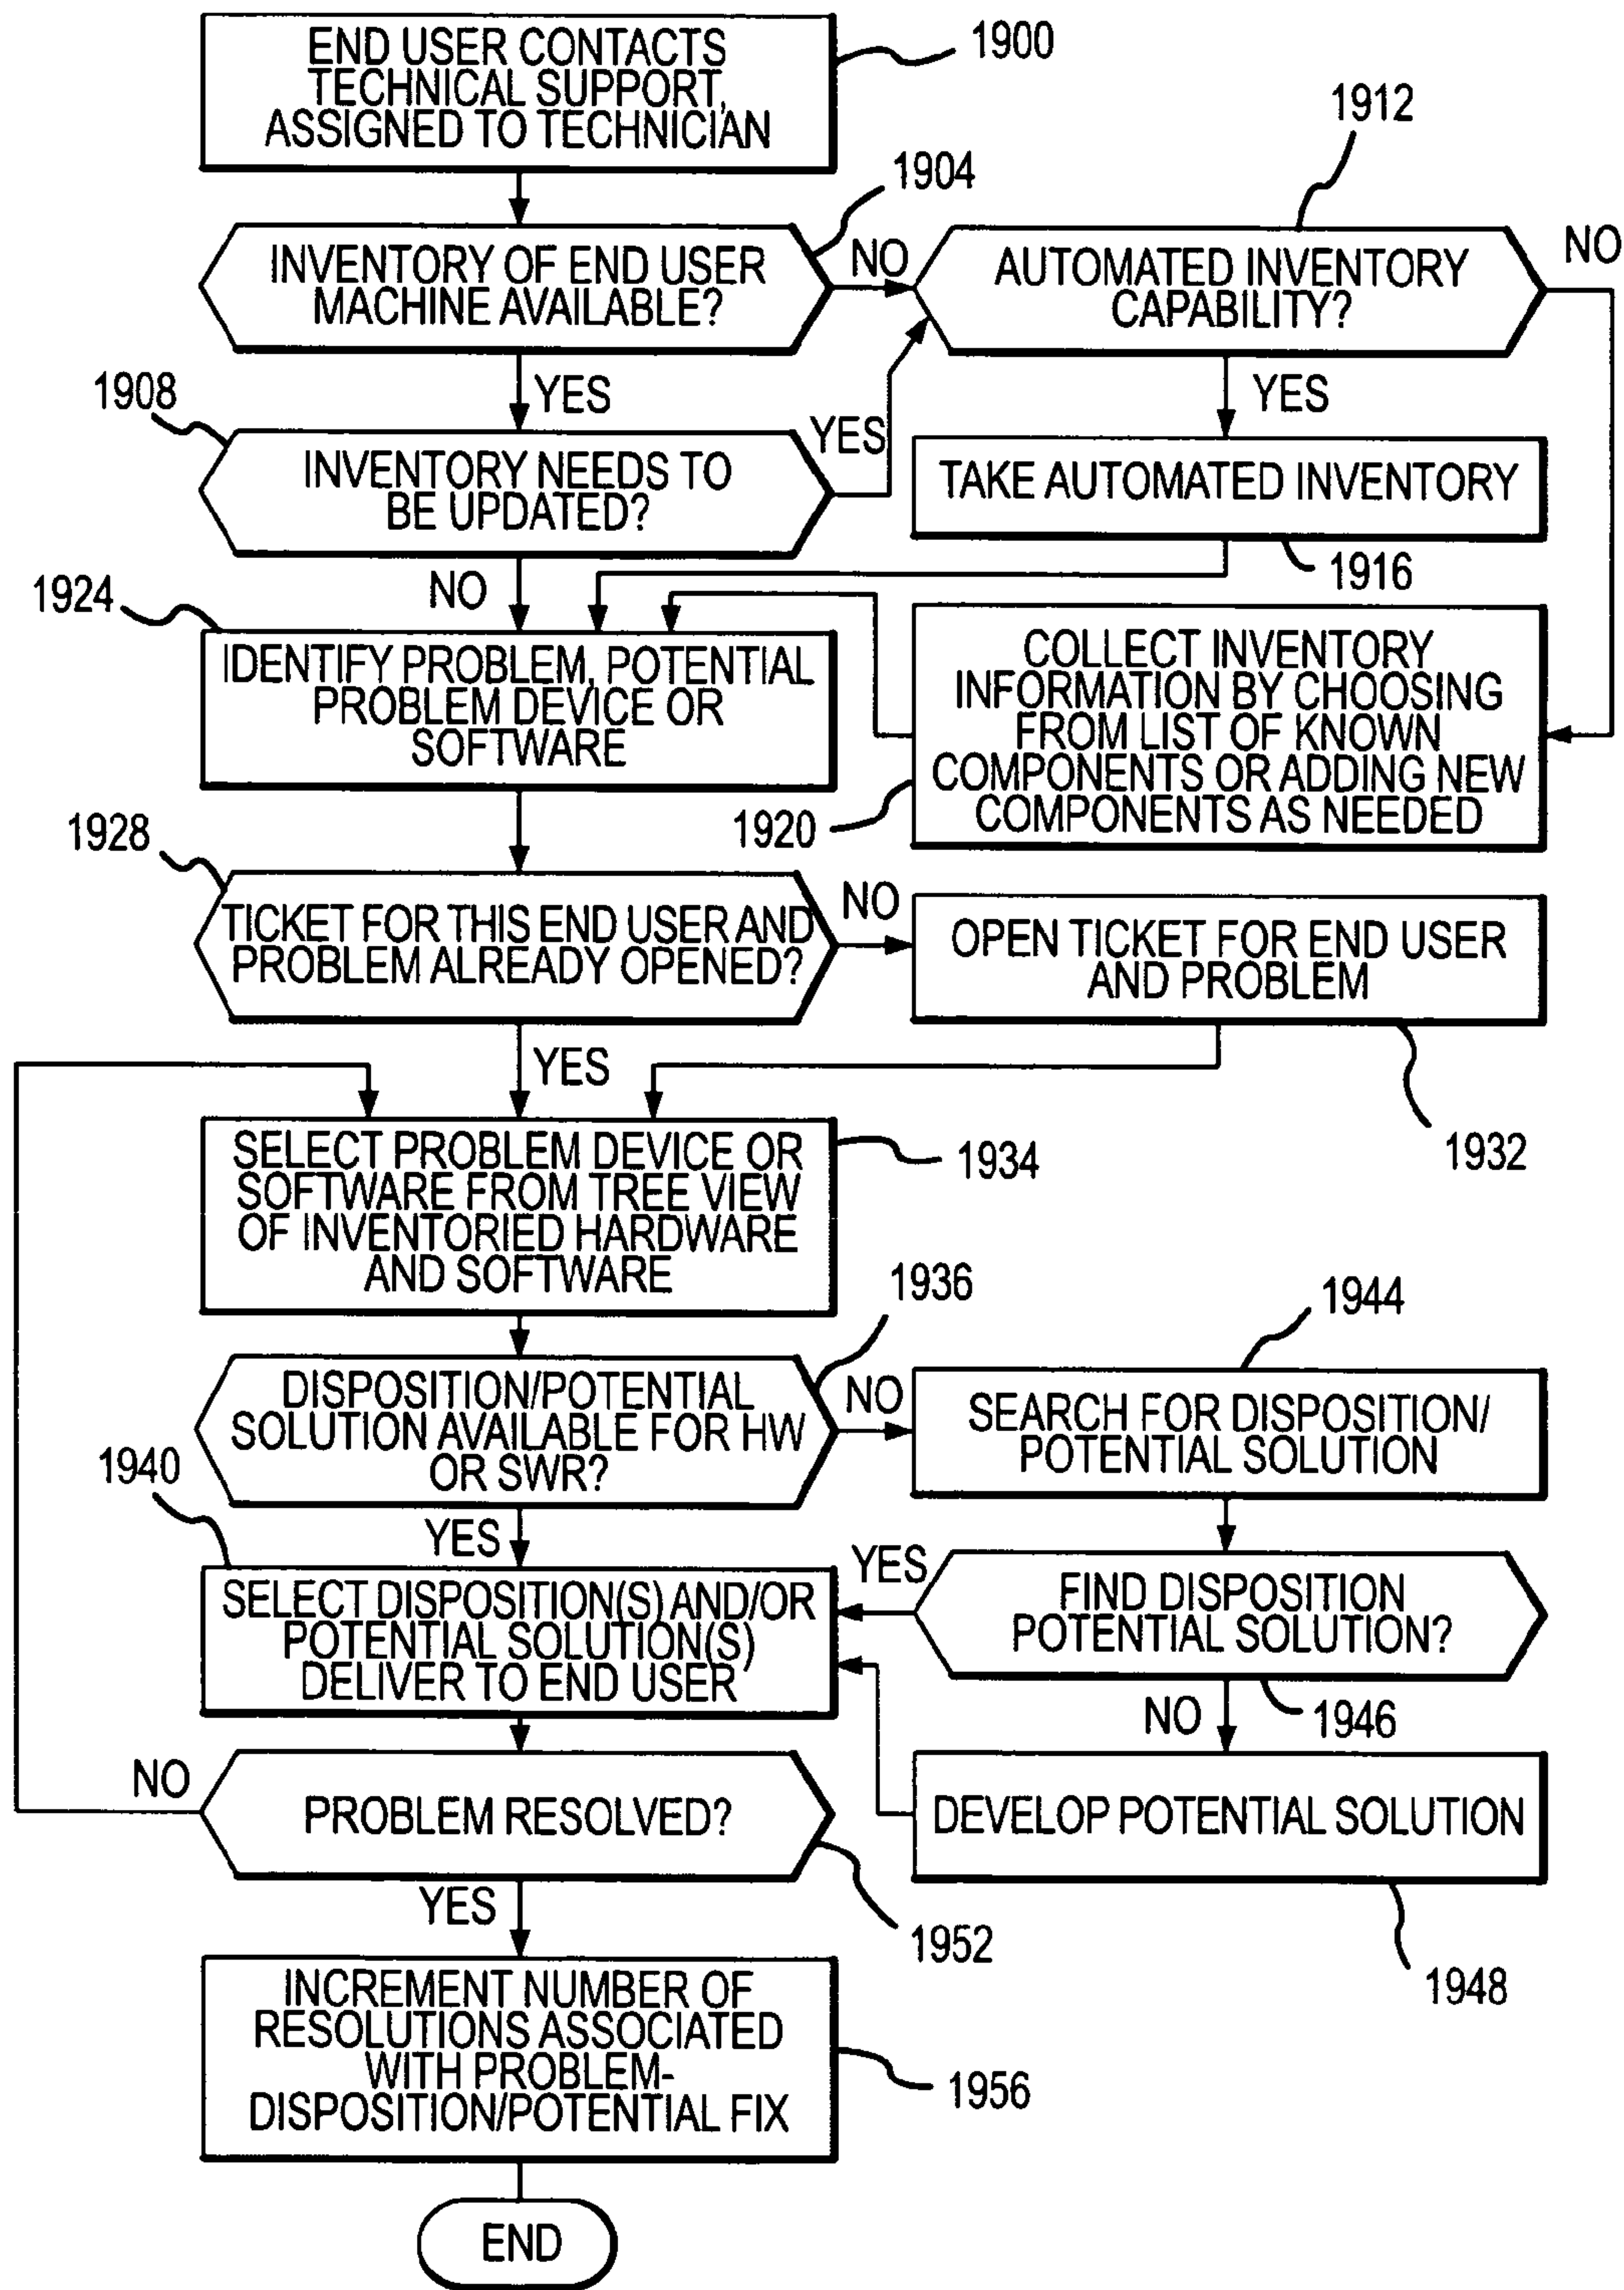 END USER CONTACTS
TECHNICAL SUPPORT,
ASSIGNED TO TECHNICIAN
1900
1904
INVENTORY OF END USER
MACHINE AVAILABLE?
NO
1912
AUTOMATED INVENTORY
CAPABILITY?
NO
YES
YES
1908
INVENTORY NEEDS TO
BE UPDATED?
YES
TAKE AUTOMATED INVENTORY
1916
NO
1924
IDENTIFY PROBLEM, POTENTIAL
PROBLEM DEVICE OR
SOFTWARE
COLLECT INVENTORY
INFORMATION BY CHOOSING
FROM LIST OF KNOWN
COMPONENTS OR ADDING NEW
COMPONENTS AS NEEDED
1920
1928
TICKET FOR THIS END USER AND
PROBLEM ALREADY OPENED?
NO
OPEN TICKET FOR END USER
AND PROBLEM
1932
YES
SELECT PROBLEM DEVICE OR
SOFTWARE FROM TREE VIEW
OF INVENTORIED HARDWARE
AND SOFTWARE
1934
1936
DISPOSITION/POTENTIAL
SOLUTION AVAILABLE FOR HW
OR SWR?
NO
1944
SEARCH FOR DISPOSITION/
POTENTIAL SOLUTION
1940
YES
SELECT DISPOSITION(S) AND/OR
POTENTIAL SOLUTION(S)
DELIVER TO END USER
YES
FIND DISPOSITION
POTENTIAL SOLUTION?
1946
NO
NO
PROBLEM RESOLVED?
1952
DEVELOP POTENTIAL SOLUTION
1948
YES
INCREMENT NUMBER OF
RESOLUTIONS ASSOCIATED
WITH PROBLEM-
DISPOSITION/POTENTIAL FIX
1956
END